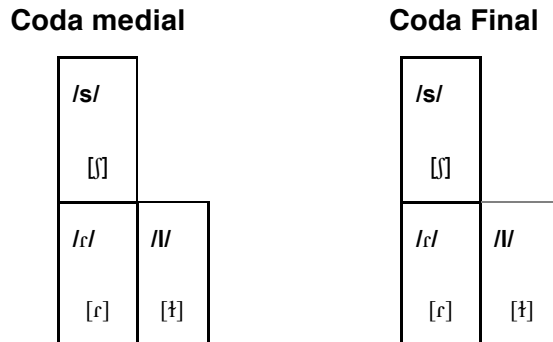 Coda medial
Coda Final
/s/
/s/
[ʃ]
[ʃ]
/ɾ/ /l/
/ɾ/ /l/
[ɾ] [ɫ]
[ɾ] [ɫ]